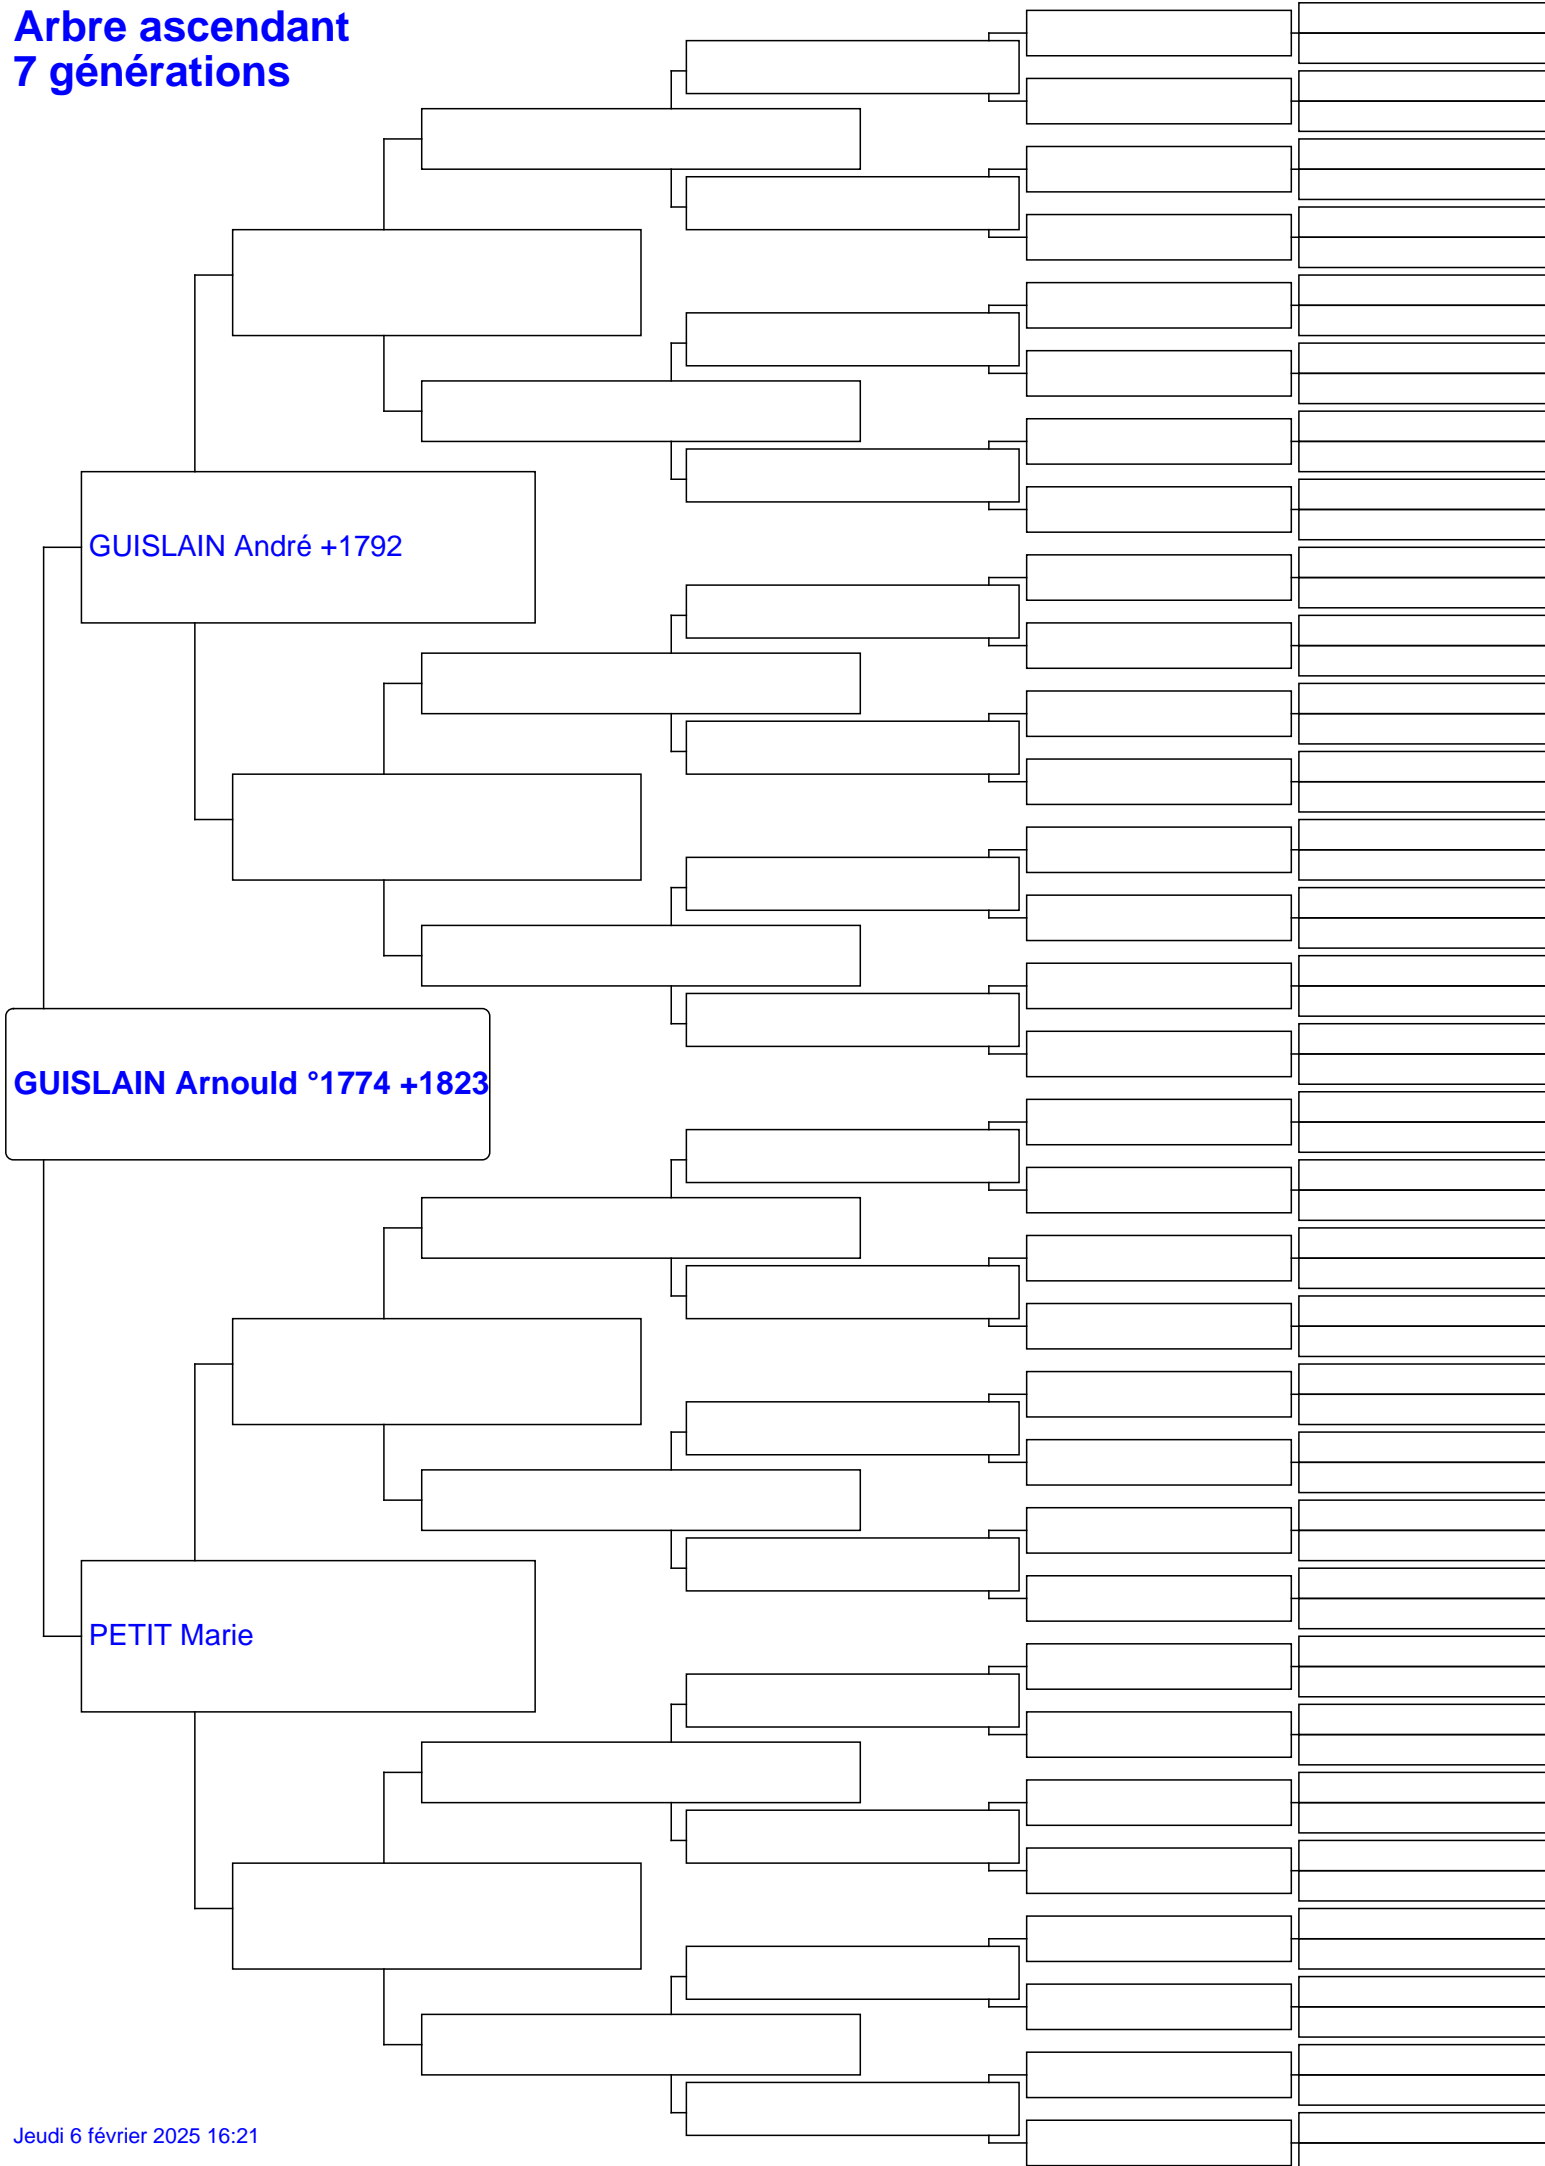 Arbre ascendant
7 générations
GUISLAIN André +1792
GUISLAIN Arnould °1774 +1823
PETIT Marie
Jeudi 6 février 2025 16:21